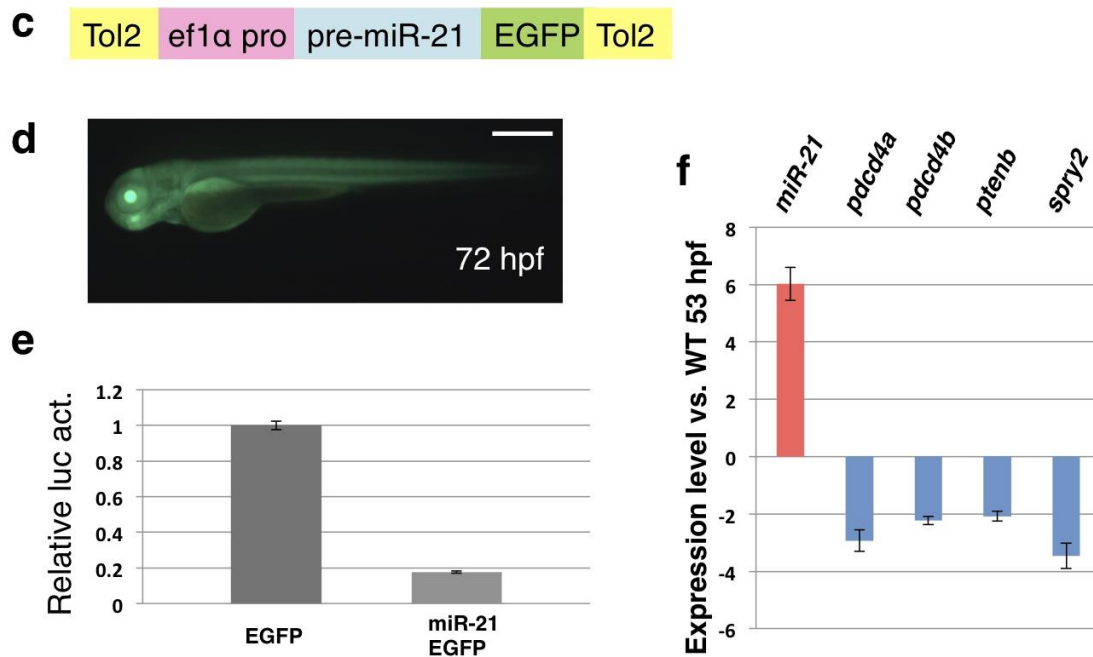 c
Tol2 ef1α pro pre-miR-21 EGFP Tol2
d
72 hpf
e
Relative luc act.
1.2
1
0.8
0.6
0.4
0.2
0
EGFP
miR-21
EGFP
f
miR-21 pdcd4a pdcd4b ptenb spry2
Expression level vs. WT 53 hpf
8
6
4
2
0
-2
-4
-6